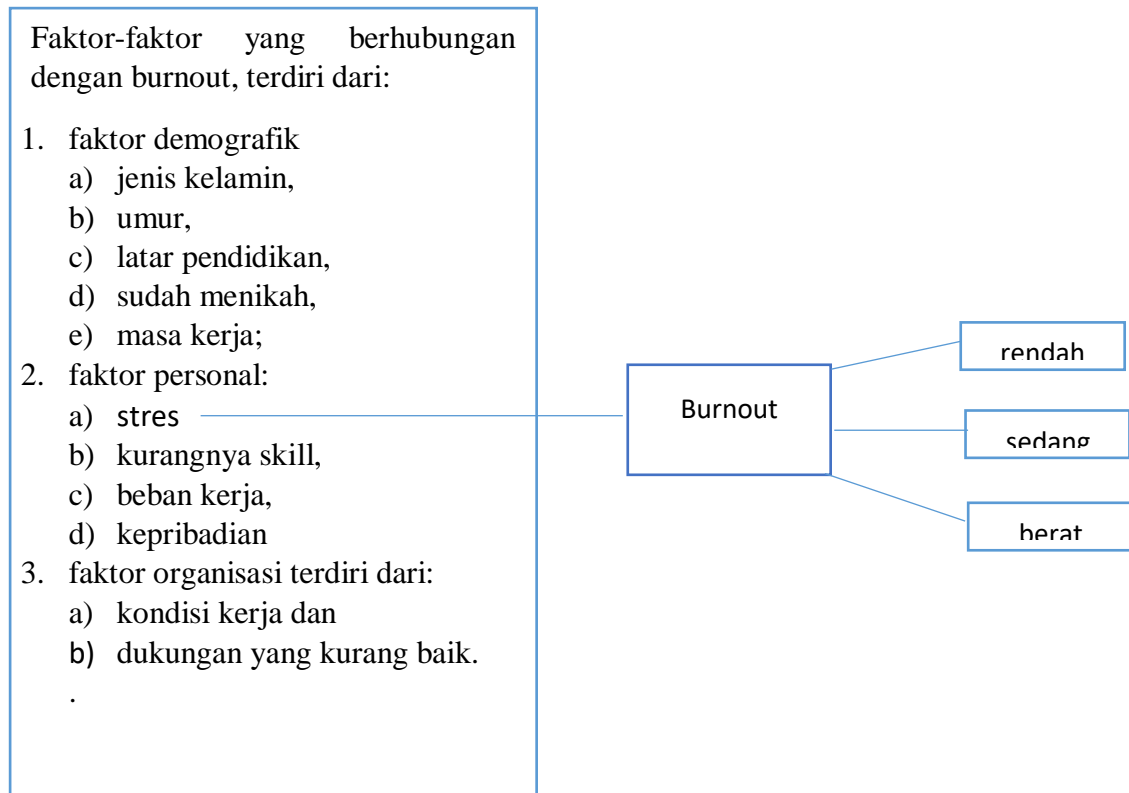 Faktor-faktor yang berhubungan
dengan burnout, terdiri dari:
1. faktor demografik
a) jenis kelamin,
b) umur,
c) latar pendidikan,
d) sudah menikah,
e) masa kerja;
2. faktor personal:
a) stres
b) kurangnya skill,
c) beban kerja,
d) kepribadian
3. faktor organisasi terdiri dari:
a) kondisi kerja dan
b) dukungan yang kurang baik.
.
Burnout
rendah
sedang
berat